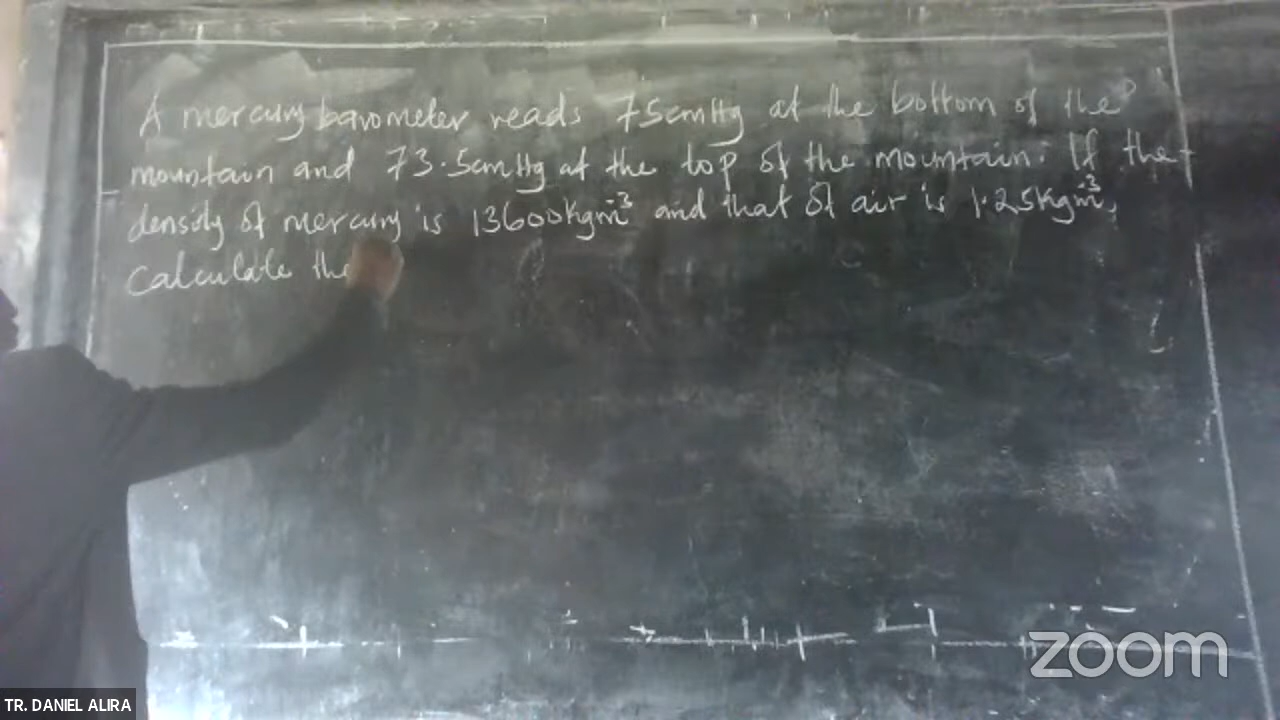 A mercury barometer reads 75cmHg at the bottom of the
mountain and 73.5cmHg at the top of the mountain. If the
density of mercury is 13600kgm⁻³ and that of air is 1.25kgm⁻³,
calculate the
zoom
TR. DANIEL ALIRA